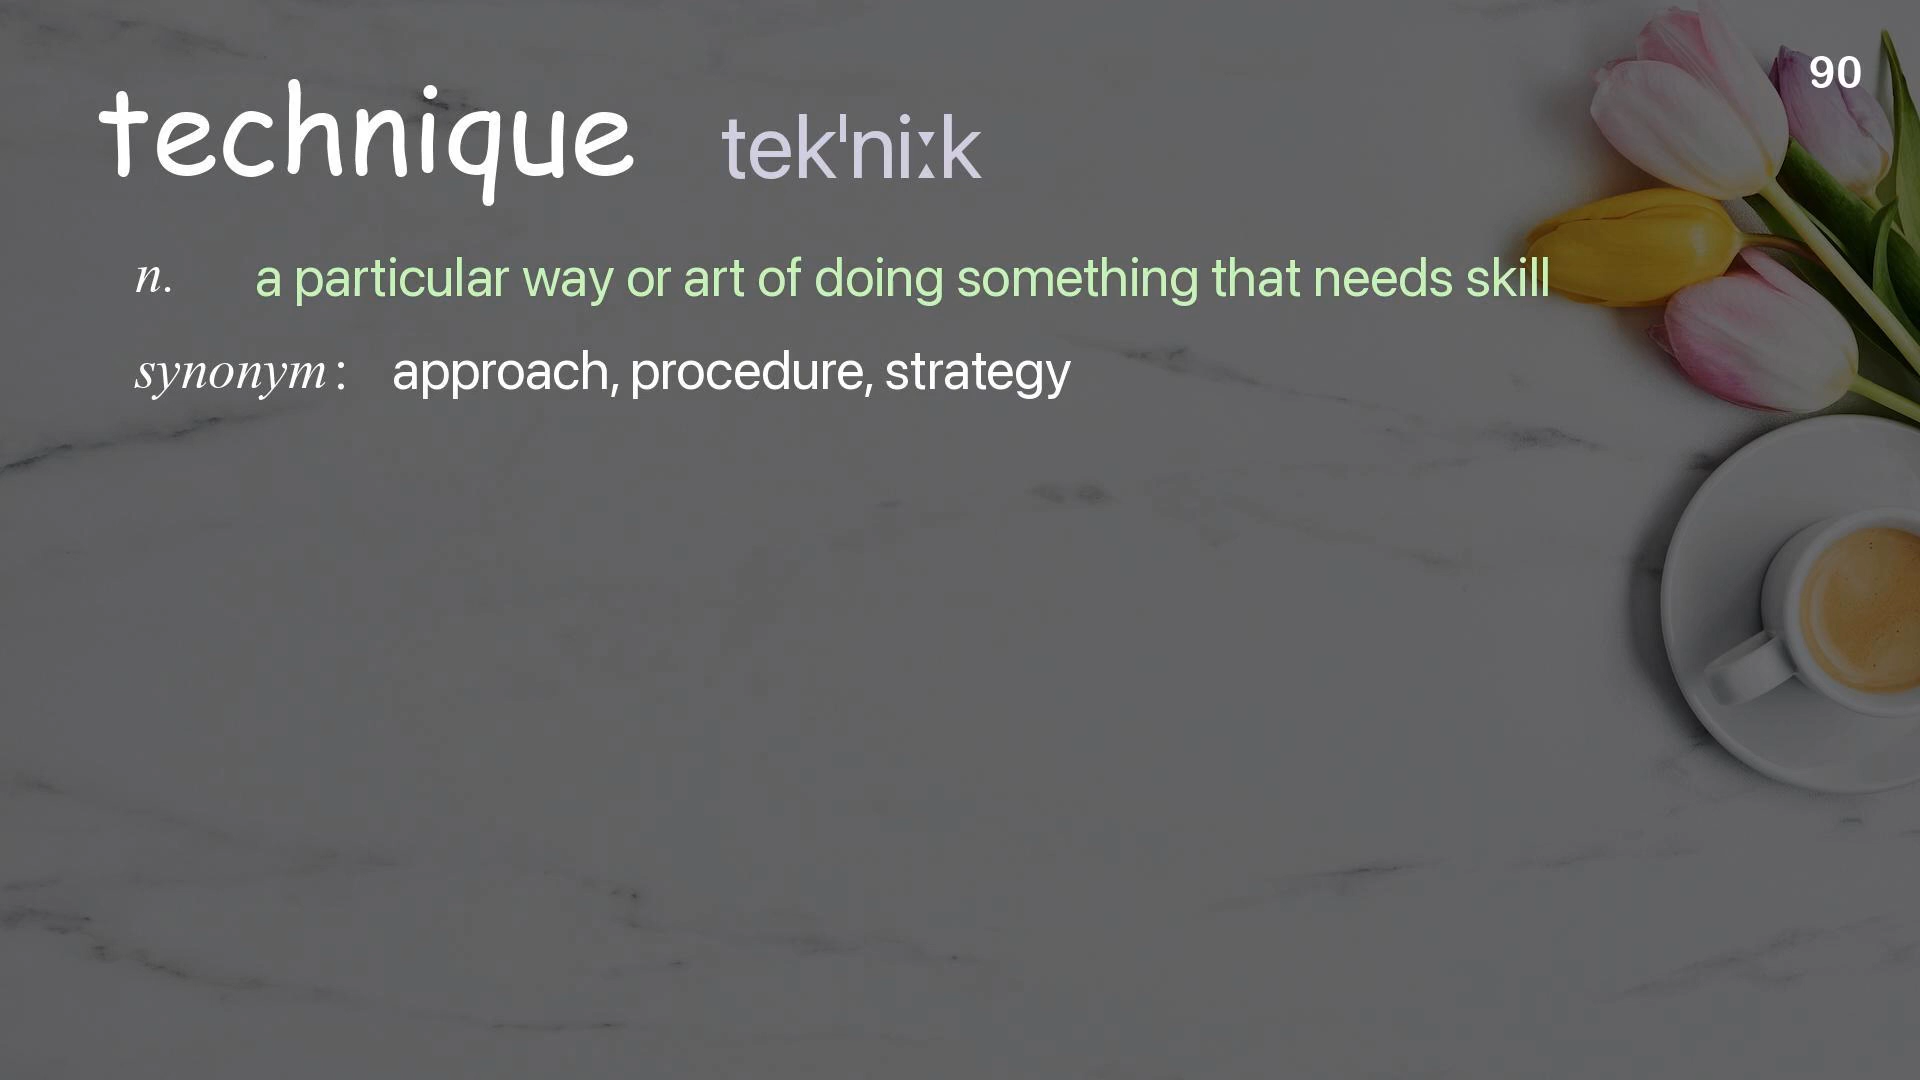 90
technique tek'ni:k
n. a particular way or art of doing something that needs skill
synonym : approach, procedure, strategy